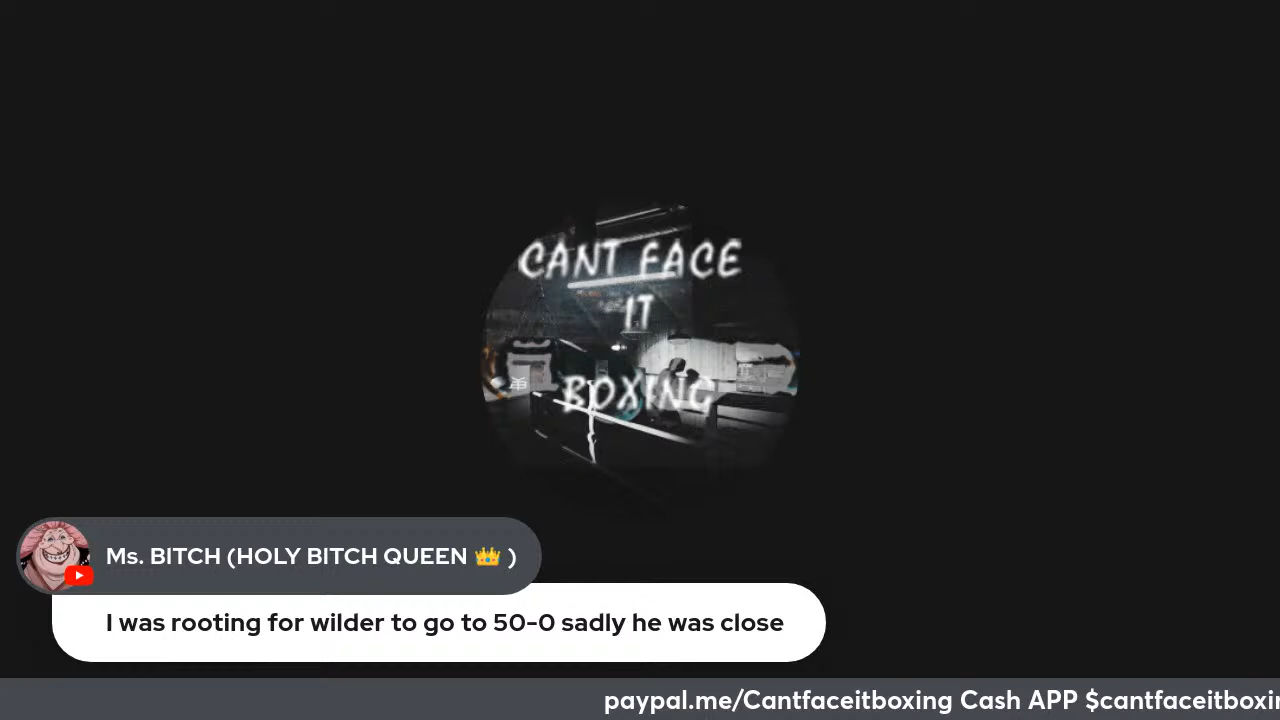 CANT FACE
IT
BOXING
Ms. BITCH (HOLY BITCH QUEEN 👑 )
I was rooting for wilder to go to 50-0 sadly he was close
paypal.me/Cantfaceitboxing Cash APP $cantfaceitboxin